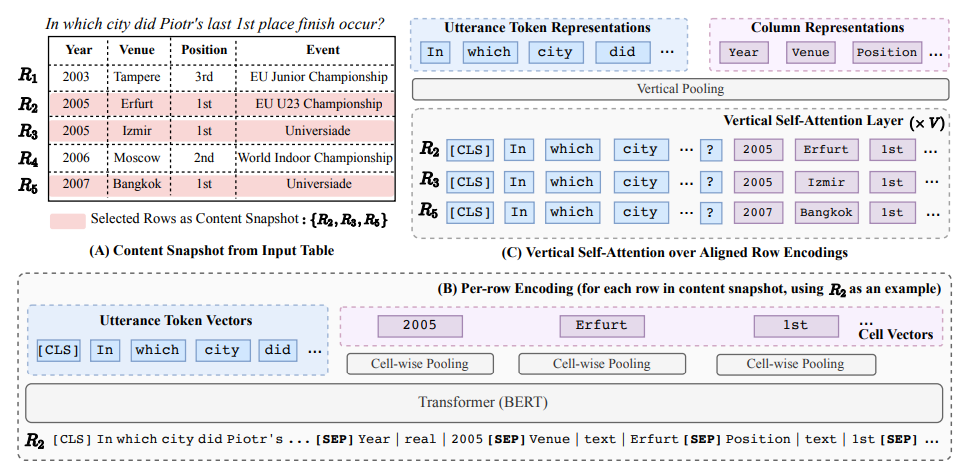 In which city did Piotr's last 1st place finish occur?
Year Venue Position Event
R1 2003 Tampere 3rd EU Junior Championship
R2 2005 Erfurt 1st EU U23 Championship
R3 2005 Izmir 1st Universiade
R4 2006 Moscow 2nd World Indoor Championship
R5 2007 Bangkok 1st Universiade
Selected Rows as Content Snapshot : {R2, R3, R5}
(A) Content Snapshot from Input Table
Utterance Token Representations
In which city did ...
Column Representations
Year Venue Position ...
Vertical Pooling
Vertical Self-Attention Layer (× V)
R2 [CLS] In which city ... ? 2005 Erfurt 1st ...
R3 [CLS] In which city ... ? 2005 Izmir 1st ...
R5 [CLS] In which city ... ? 2007 Bangkok 1st ...
(C) Vertical Self-Attention over Aligned Row Encodings
(B) Per-row Encoding (for each row in content snapshot, using R2 as an example)
Utterance Token Vectors
[CLS] In which city did ...
2005 Erfurt 1st ...
Cell Vectors
Cell-wise Pooling Cell-wise Pooling Cell-wise Pooling
Transformer (BERT)
R2 [CLS] In which city did Piotr's ... [SEP] Year | real | 2005 [SEP] Venue | text | Erfurt [SEP] Position | text | 1st [SEP] ...